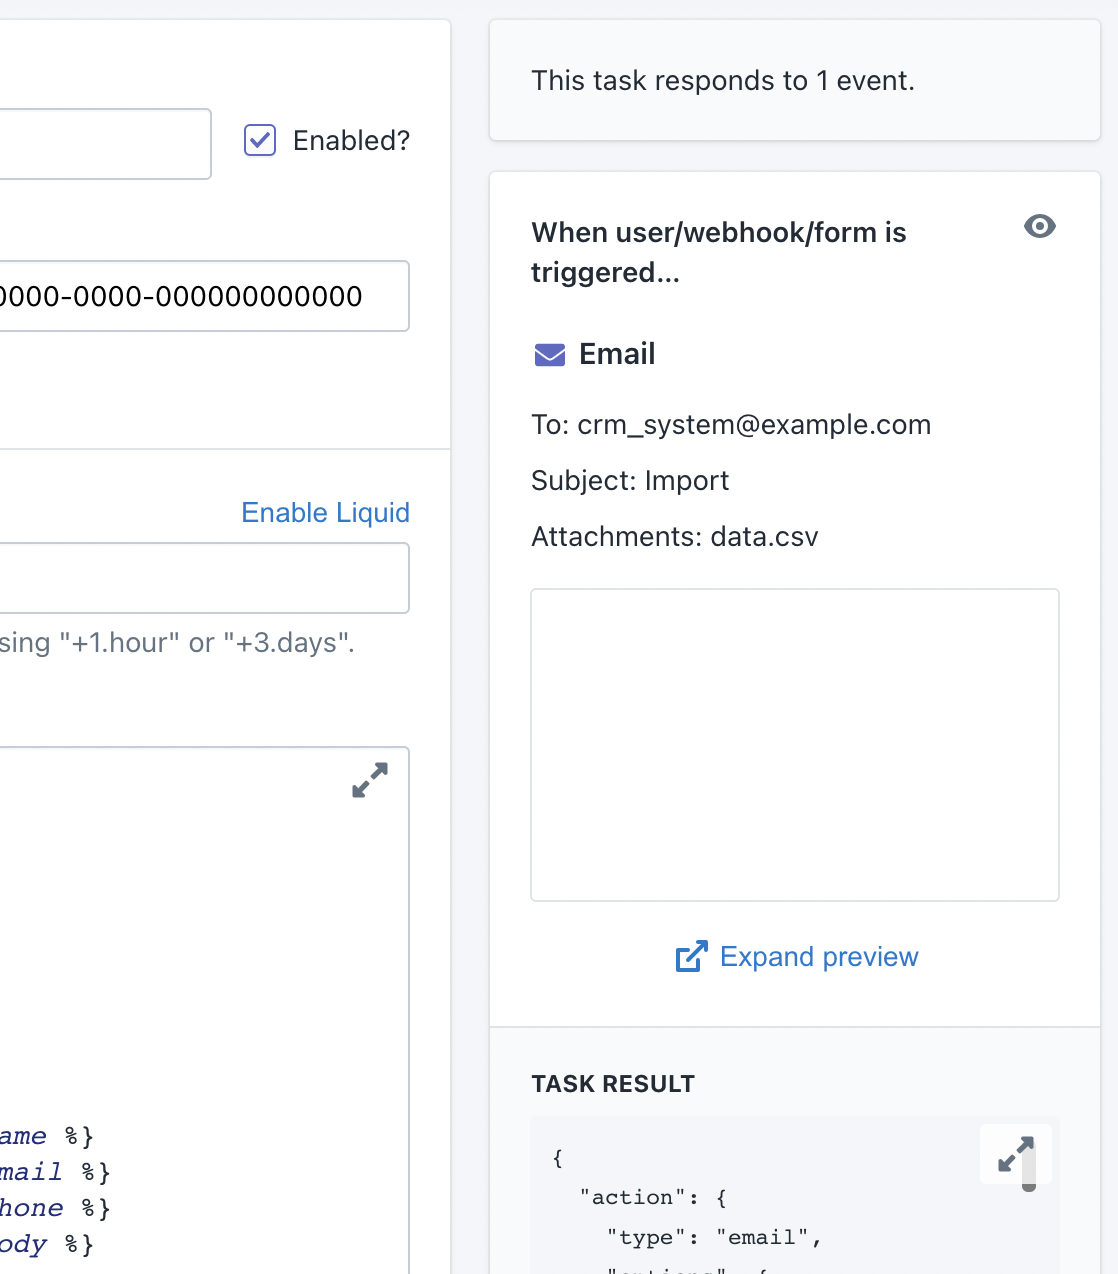 Enabled?
0000-0000-000000000000
Enable Liquid
sing "+1.hour" or "+3.days".
ame %}
mail %}
hone %}
ody %}
This task responds to 1 event.
When user/webhook/form is
triggered...
Email
To: crm_system@example.com
Subject: Import
Attachments: data.csv
Expand preview
TASK RESULT
{
"action": {
"type": "email",